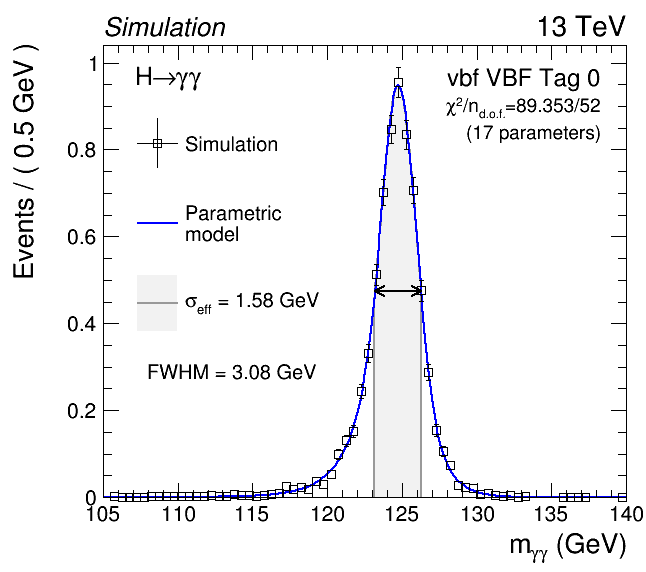 Simulation
13 TeV
H→γγ
vbf VBF Tag 0
χ²/n_d.o.f.=89.353/52
(17 parameters)
Simulation
Parametric
model
σ_eff = 1.58 GeV
FWHM = 3.08 GeV
Events / ( 0.5 GeV )
1
0.8
0.6
0.4
0.2
0
105 110 115 120 125 130 135 140
m_γγ (GeV)